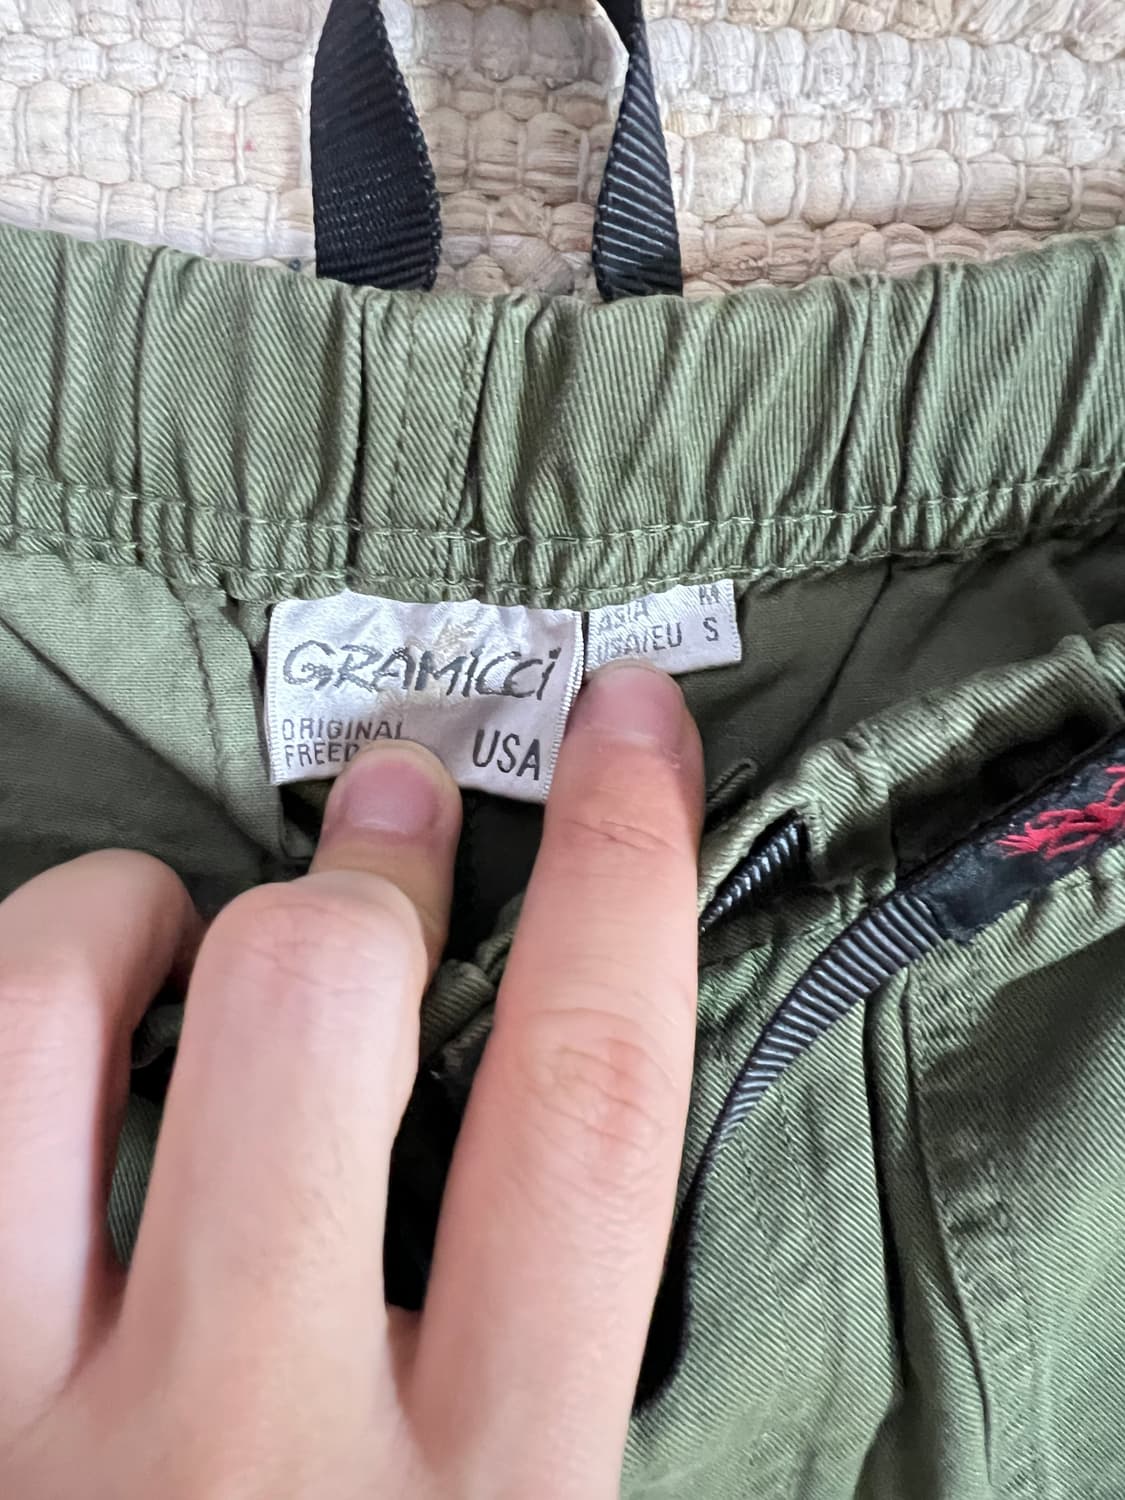 GRAMICCI
ORIGINAL
USA
ASIA M
USA/EU S